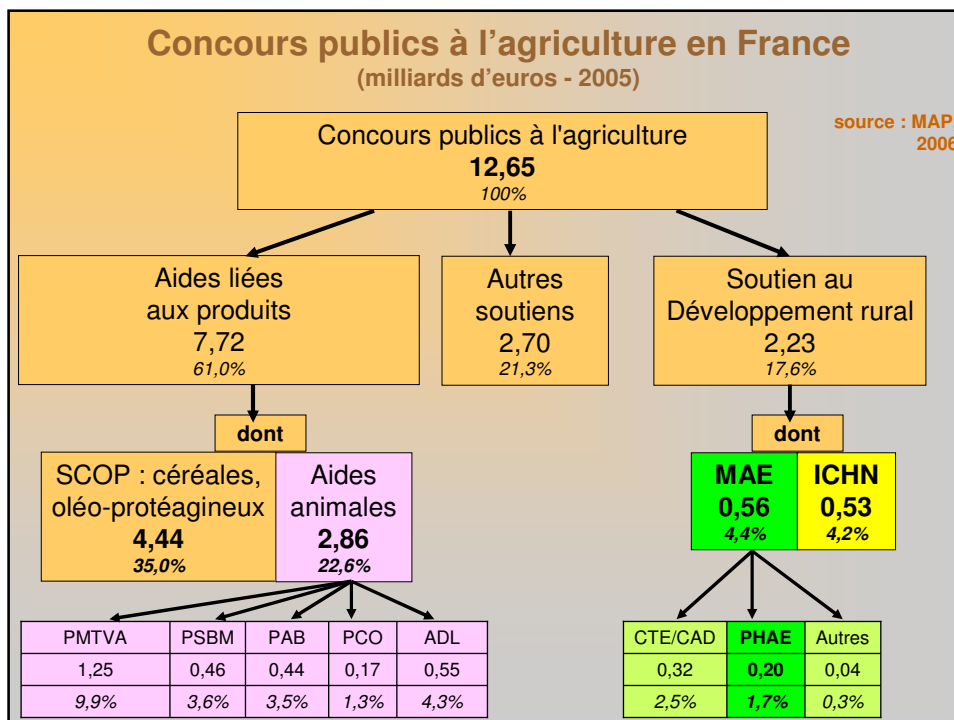 Concours publics à l’agriculture en France
(milliards d’euros - 2005)
source : MAP
2006
Concours publics à l'agriculture
12,65
100%
Aides liées
aux produits
7,72
61,0%
Autres
soutiens
2,70
21,3%
Soutien au
Développement rural
2,23
17,6%
dont
dont
SCOP : céréales,
oléo-protéagineux
4,44
35,0%
Aides
animales
2,86
22,6%
MAE
0,56
4,4%
ICHN
0,53
4,2%
PMTVA PSBM PAB PCO ADL
1,25 0,46 0,44 0,17 0,55
9,9% 3,6% 3,5% 1,3% 4,3%
CTE/CAD PHAE Autres
0,32 0,20 0,04
2,5% 1,7% 0,3%